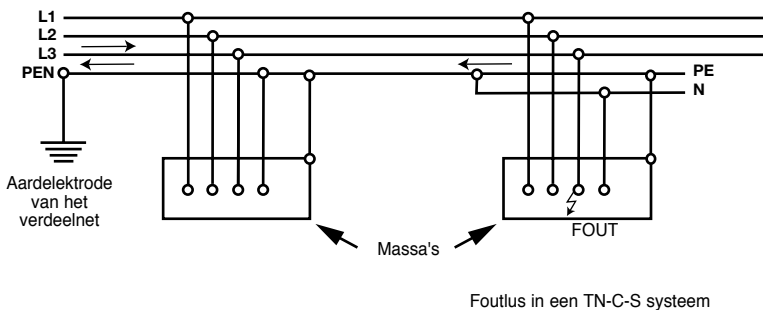 L1
L2
L3
PEN
PE
N
Aardelektrode
van het
verdeelnet
FOUT
Massa's
Foutlus in een TN-C-S systeem